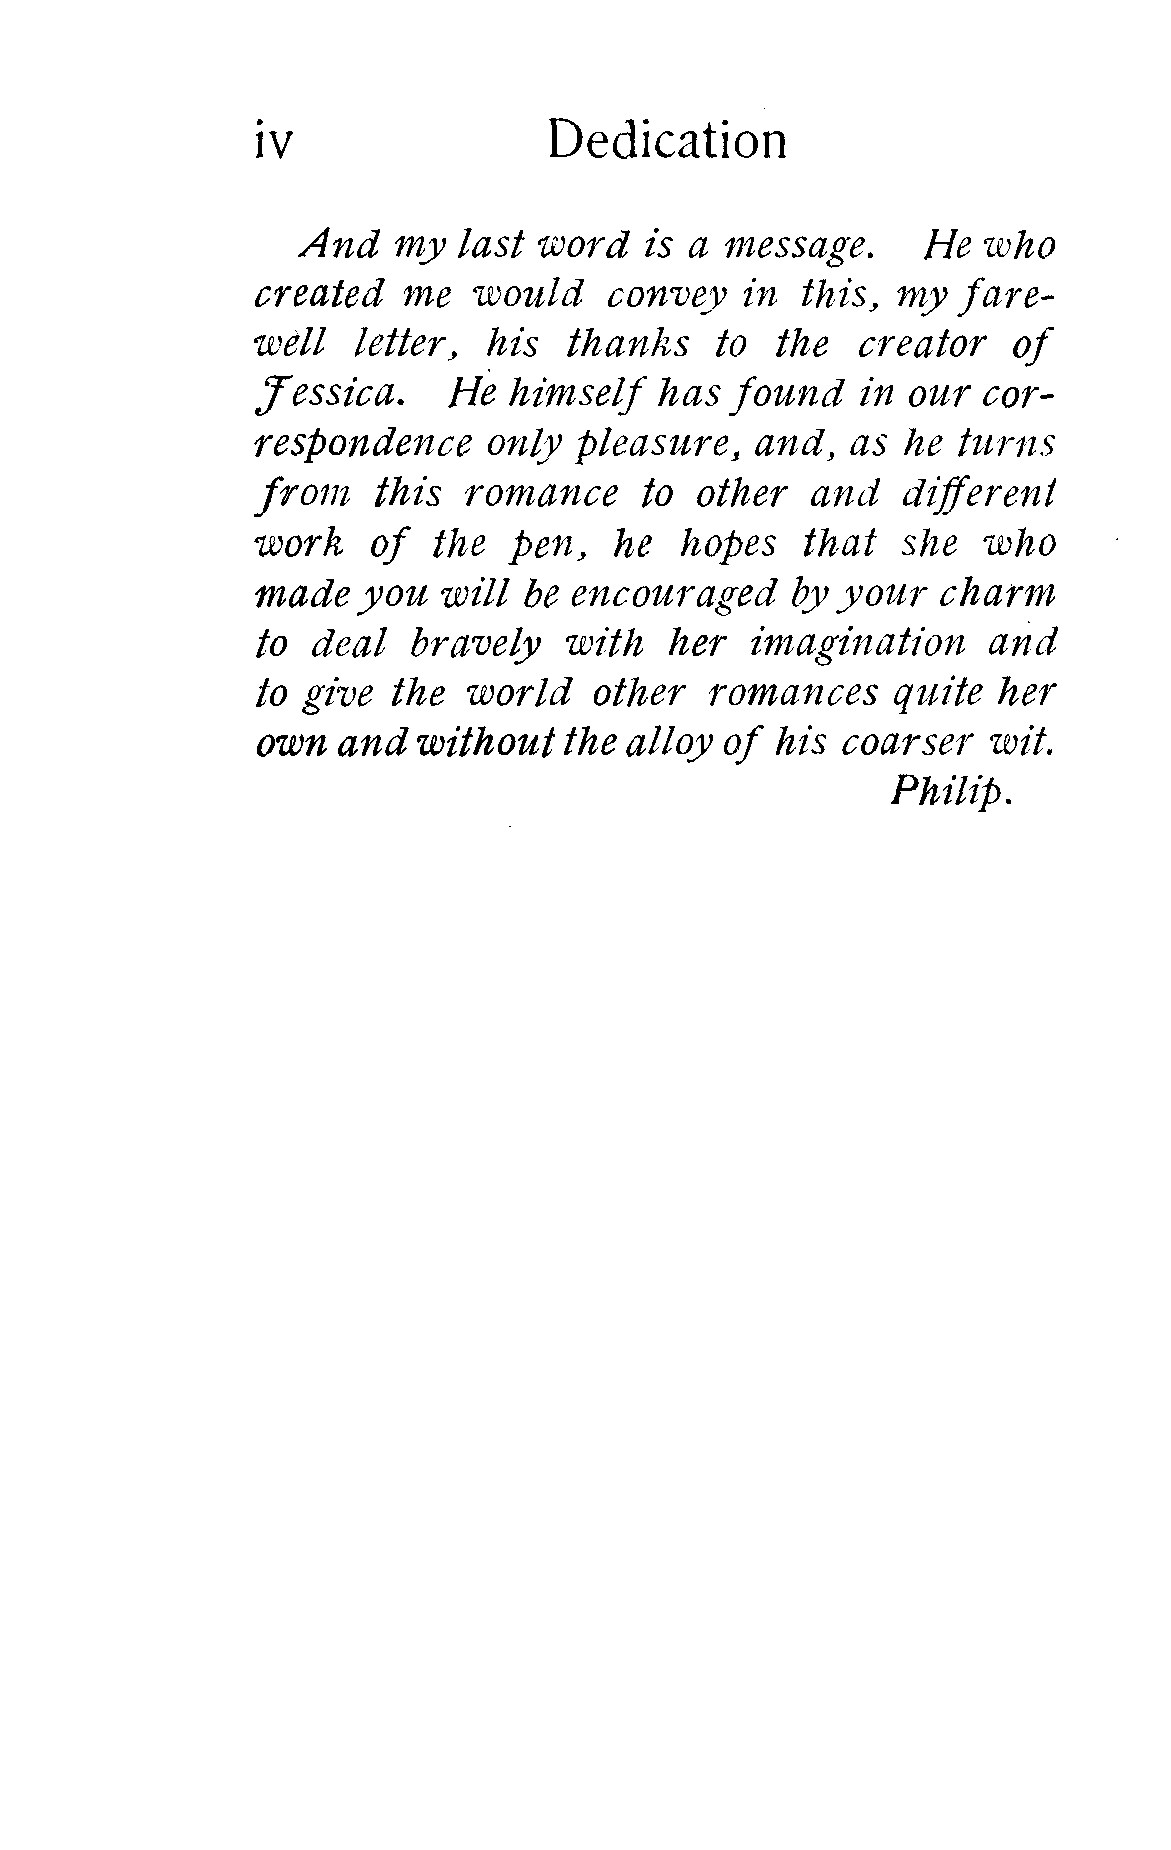 iv Dedication
And my last word is a message. He who
created me would convey in this, my fare-
well letter, his thanks to the creator of
Jessica. He himself has found in our cor-
respondence only pleasure, and, as he turns
from this romance to other and different
work of the pen, he hopes that she who
made you will be encouraged by your charm
to deal bravely with her imagination and
to give the world other romances quite her
own and without the alloy of his coarser wit.
Philip.